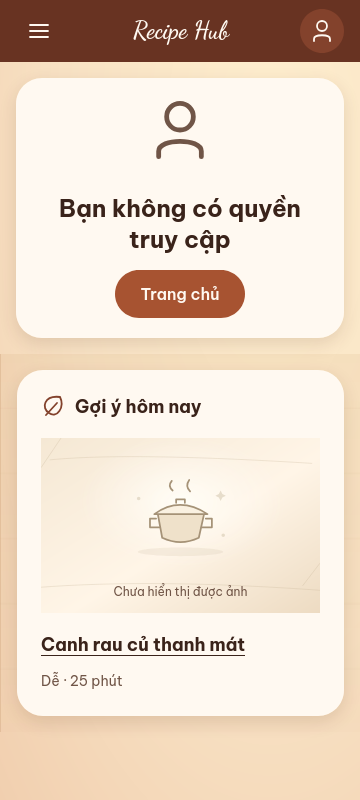 Recipe Hub
Bạn không có quyền
truy cập
Trang chủ
Gợi ý hôm nay
Chưa hiển thị được ảnh
Canh rau củ thanh mát
Dễ · 25 phút